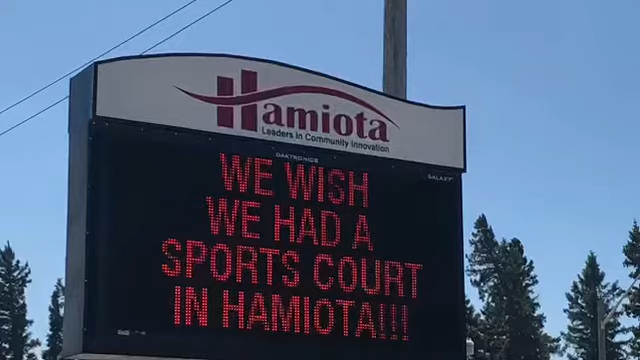 Hamiota
Leaders in Community Innovation
DAKTRONICS
GALAXY
WE WISH
WE HAD A
SPORTS COURT
IN HAMIOTA!!!